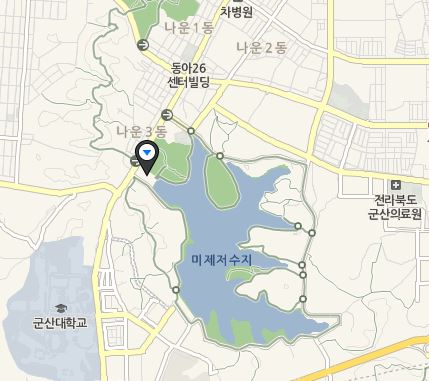 차병원
나운1동
나운2동
동아26
센터빌딩
나운3동
전라북도
군산의료원
미제저수지
군산대학교